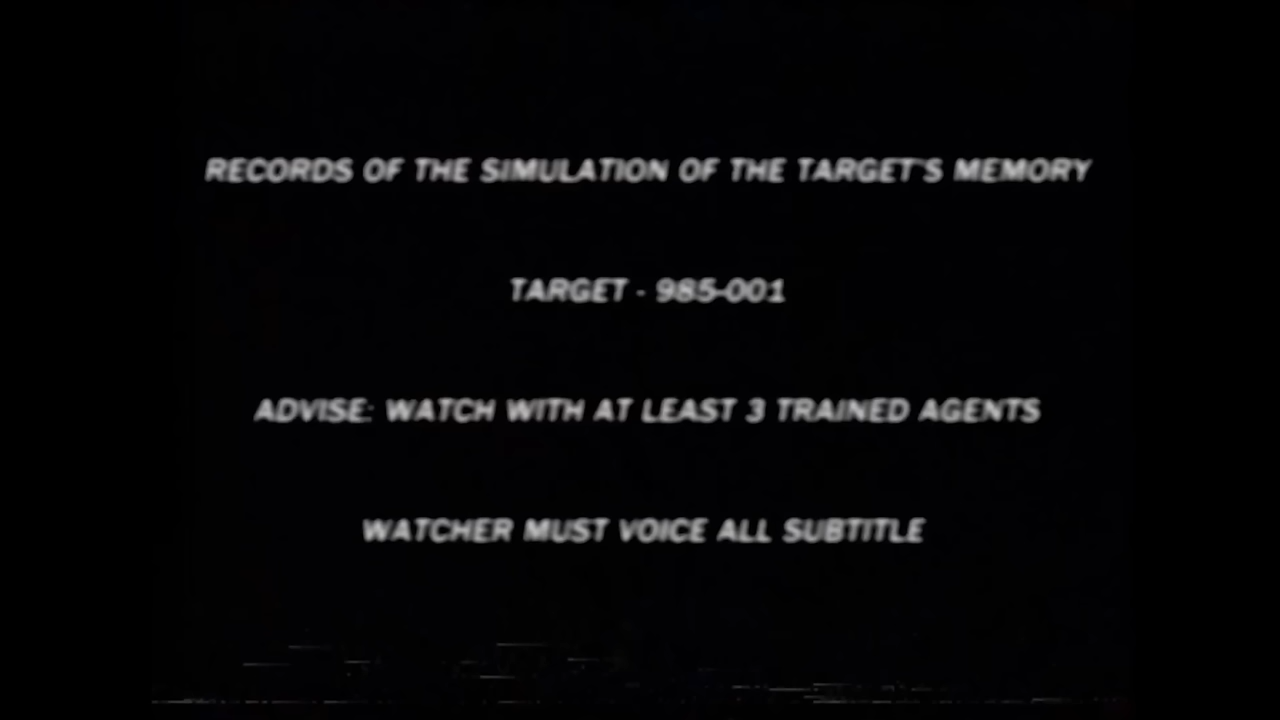 RECORDS OF THE SIMULATION OF THE TARGET'S MEMORY
TARGET - 985-001
ADVISE: WATCH WITH AT LEAST 3 TRAINED AGENTS
WATCHER MUST VOICE ALL SUBTITLE